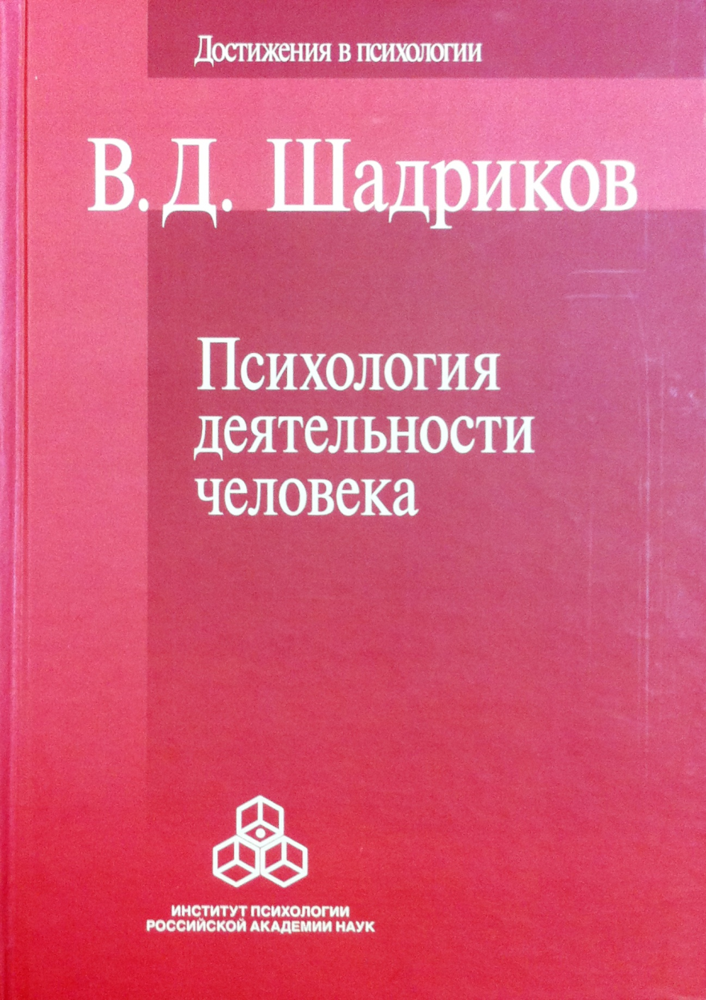 Достижения в психологии
В. Д. Шадриков
Психология
деятельности
человека
ИНСТИТУТ ПСИХОЛОГИИ
РОССИЙСКОЙ АКАДЕМИИ НАУК